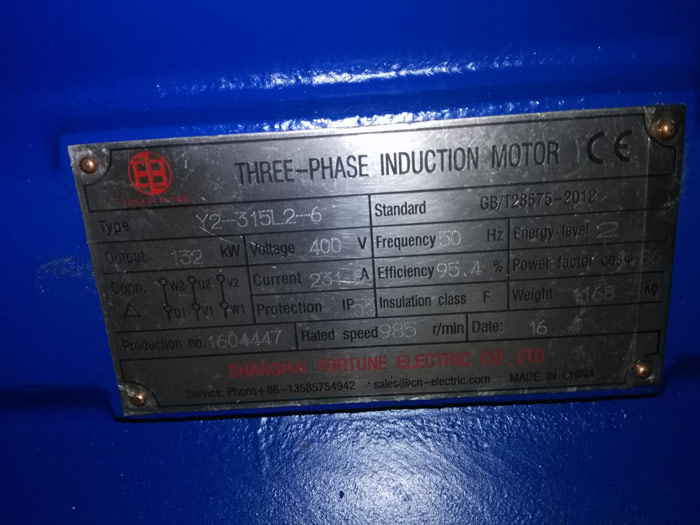 THREE-PHASE INDUCTION MOTOR CE
Type Y2-315L2-6 Standard GB/T28575-2012
Output 132 KW Voltage 400 V Frequency 50 Hz Energy level 2
Conn. W2 U2 V2 Current A Efficiency 95.4 % Power factor cosφ
△ U1 V1 W1 Protection IP Insulation class F Weight 1168 kg
Production no. 1604447 Rated speed 985 r/min Date: 16
SHANGHAI FORTUNE ELECTRIC CO.,LTD
Service: Phone+86-13585754942 sales@cn-electric.com MADE IN CHINA